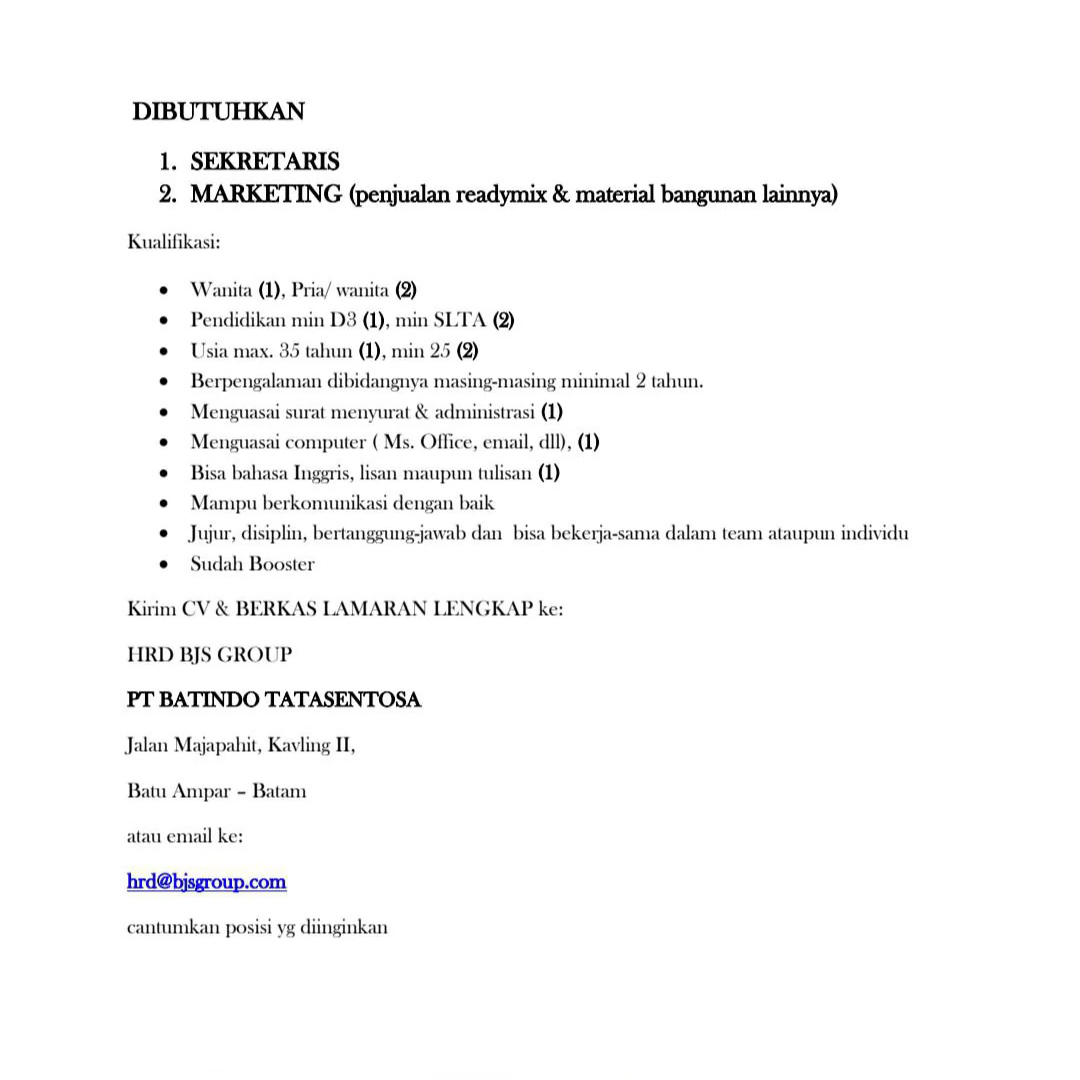 DIBUTUHKAN
1. SEKRETARIS
2. MARKETING (penjualan readymix & material bangunan lainnya)
Kualifikasi:
• Wanita (1), Pria/ wanita (2)
• Pendidikan min D3 (1), min SLTA (2)
• Usia max. 35 tahun (1), min 25 (2)
• Berpengalaman dibidangnya masing-masing minimal 2 tahun.
• Menguasai surat menyurat & administrasi (1)
• Menguasai computer ( Ms. Office, email, dll), (1)
• Bisa bahasa Inggris, lisan maupun tulisan (1)
• Mampu berkomunikasi dengan baik
• Jujur, disiplin, bertanggung-jawab dan  bisa bekerja-sama dalam team ataupun individu
• Sudah Booster
Kirim CV & BERKAS LAMARAN LENGKAP ke:
HRD BJS GROUP
PT BATINDO TATASENTOSA
Jalan Majapahit, Kavling II,
Batu Ampar – Batam
atau email ke:
hrd@bjsgroup.com
cantumkan posisi yg diinginkan